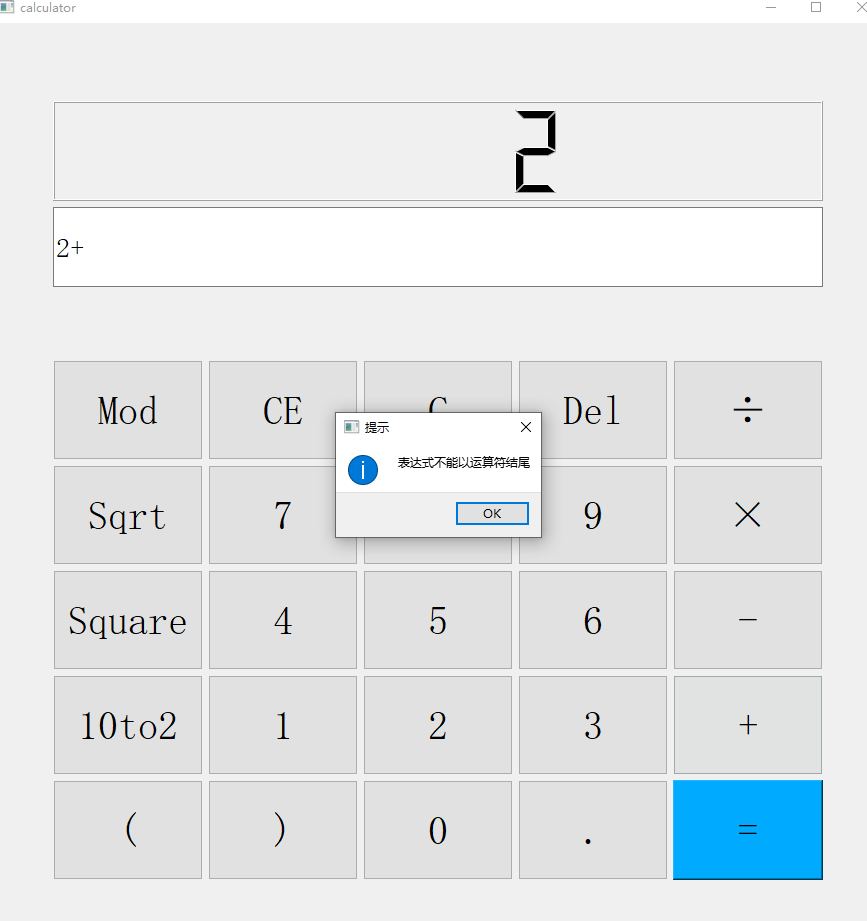 calculator
2
2+
Mod CE C Del ÷
提示
表达式不能以运算符结尾
OK
Sqrt 7 9 ×
Square 4 5 6 -
10to2 1 2 3 +
( ) 0 . =